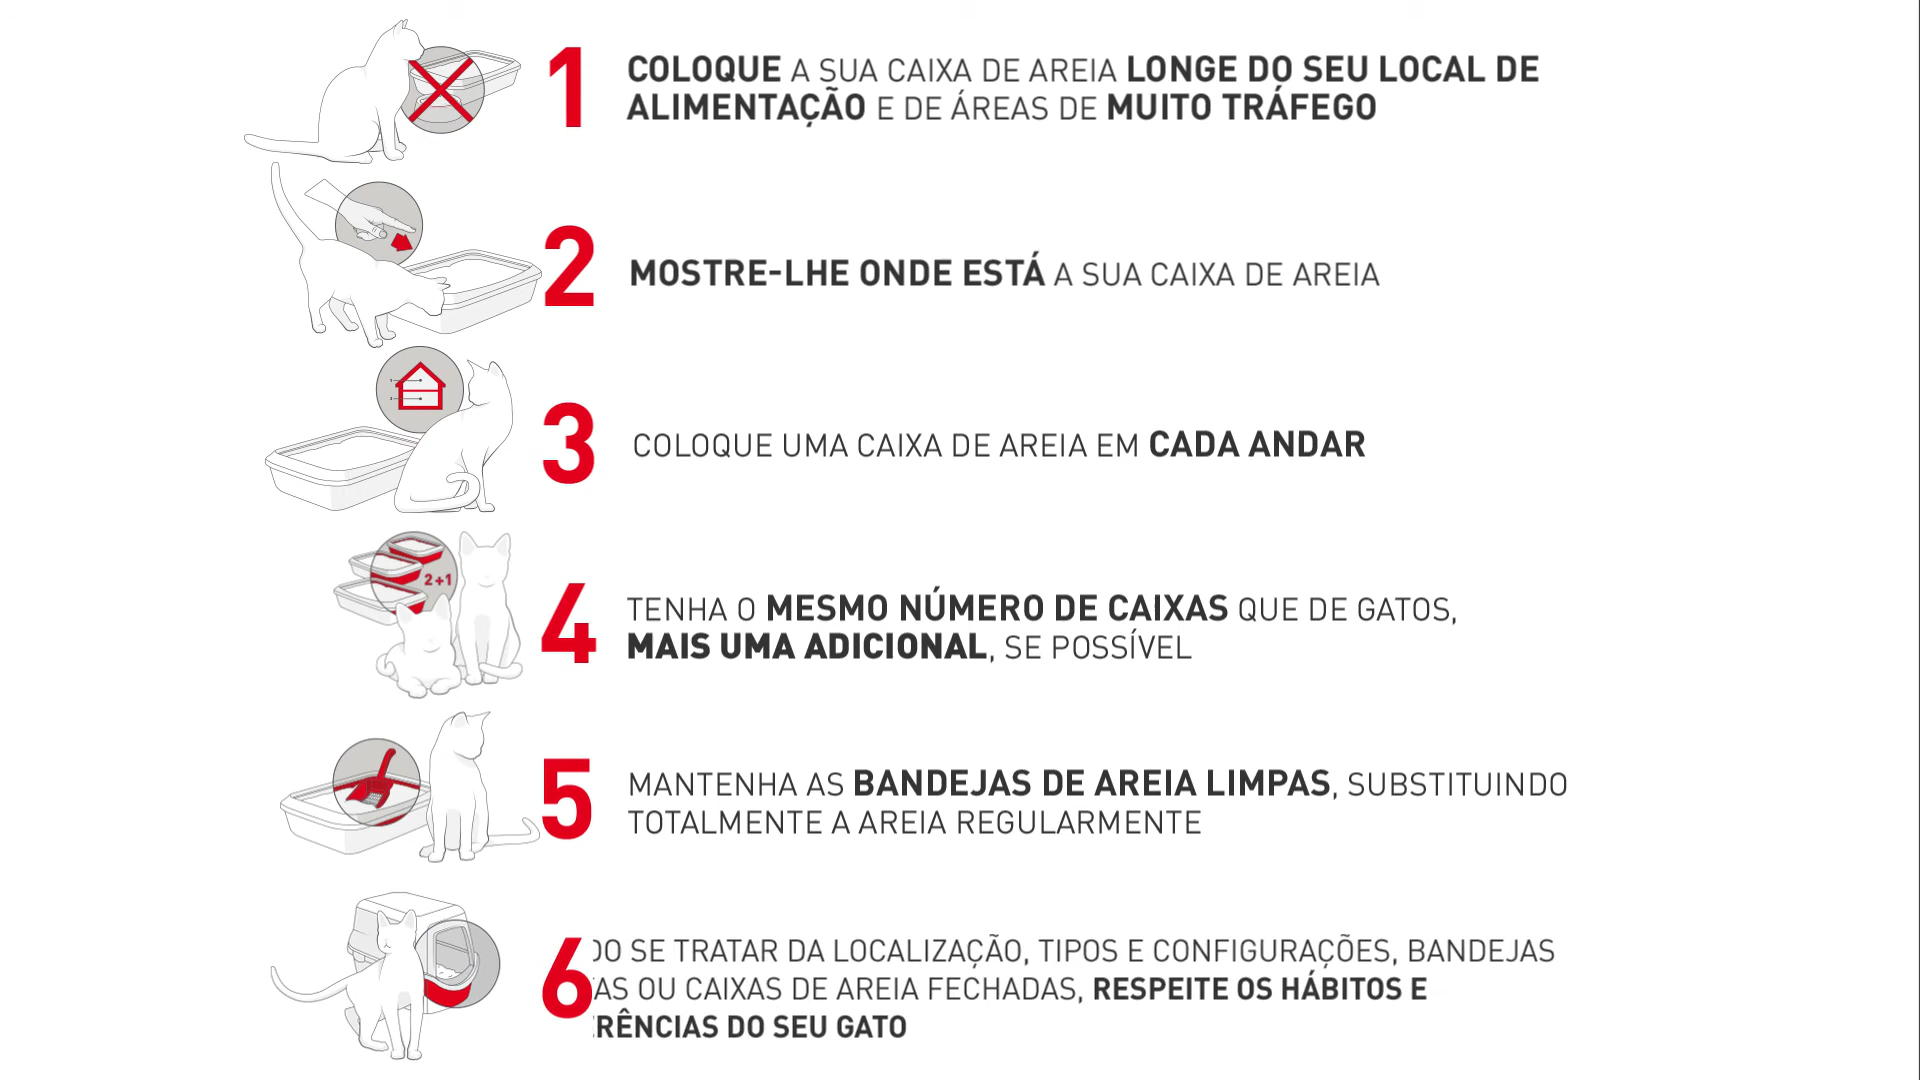 1 COLOQUE A SUA CAIXA DE AREIA LONGE DO SEU LOCAL DE
ALIMENTAÇÃO E DE ÁREAS DE MUITO TRÁFEGO
2 MOSTRE-LHE ONDE ESTÁ A SUA CAIXA DE AREIA
3 COLOQUE UMA CAIXA DE AREIA EM CADA ANDAR
2+1
4 TENHA O MESMO NÚMERO DE CAIXAS QUE DE GATOS,
MAIS UMA ADICIONAL, SE POSSÍVEL
5 MANTENHA AS BANDEJAS DE AREIA LIMPAS, SUBSTITUINDO
TOTALMENTE A AREIA REGULARMENTE
6 SE TRATAR DA LOCALIZAÇÃO, TIPOS E CONFIGURAÇÕES, BANDEJAS
OU CAIXAS DE AREIA FECHADAS, RESPEITE OS HÁBITOS E
DO SEU GATO